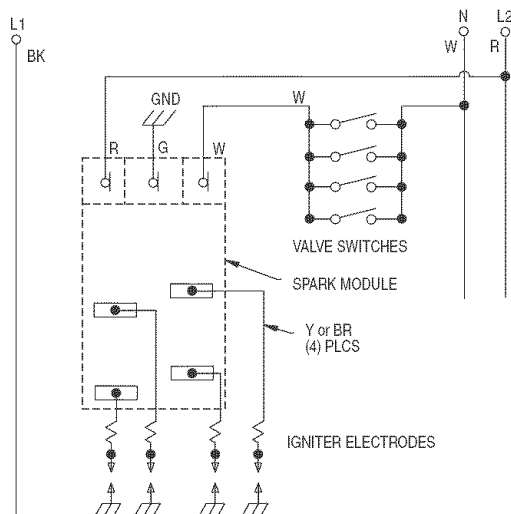 L1
N
L2
BK
W
R
GND
W
R
G
W
VALVE SWITCHES
SPARK MODULE
Y or BR
(4) PLCS
IGNITER ELECTRODES